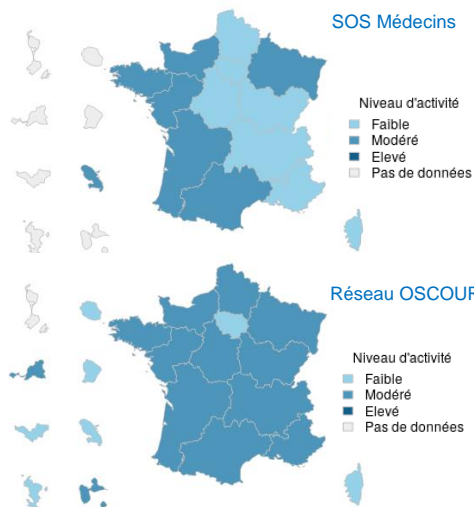 SOS Médecins
Niveau d'activité
Faible
Modéré
Elevé
Pas de données
Réseau OSCOUR
Niveau d'activité
Faible
Modéré
Elevé
Pas de données